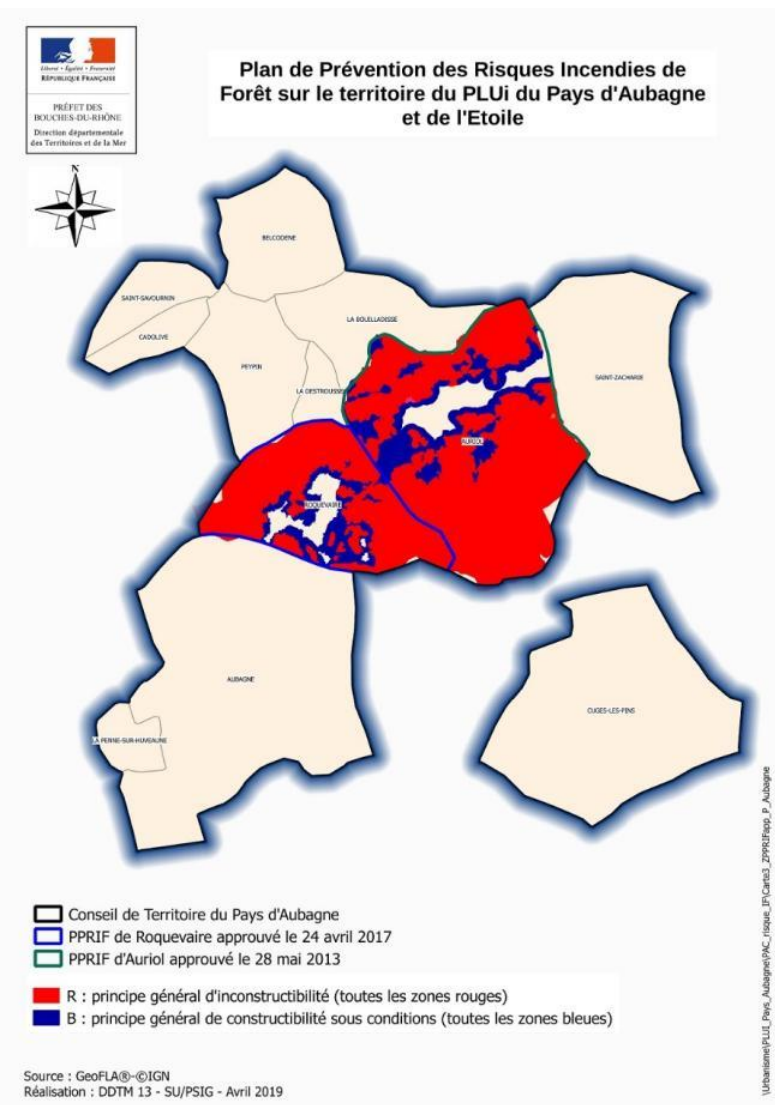 Liberté • Égalité • Fraternité
RÉPUBLIQUE FRANÇAISE
PRÉFET DES
BOUCHES-DU-RHÔNE
Direction départementale
des Territoires et de la Mer
Plan de Prévention des Risques Incendies de
Forêt sur le territoire du PLUi du Pays d'Aubagne
et de l'Etoile
N
BELCODENE
SAINT-SAVOURNIN
CADOLIVE
LA BOUILLADISSE
PEYPIN
SAINT-ZACHARIE
LA DESTROUSSE
AURIOL
ROQUEVAIRE
AUBAGNE
CUGES-LES-PINS
LA PENNE-SUR-HUVEAUNE
Conseil de Territoire du Pays d'Aubagne
PPRIF de Roquevaire approuvé le 24 avril 2017
PPRIF d'Auriol approuvé le 28 mai 2013
R : principe général d'inconstructibilité (toutes les zones rouges)
B : principe général de constructibilité sous conditions (toutes les zones bleues)
Source : GeoFLA®-©IGN
Réalisation : DDTM 13 - SU/PSIG - Avril 2019
\Urbanisme\PLUI_Pays_Aubagne\PAC_risque_IF\Carte3_ZPPRIFapp_P_Aubagne